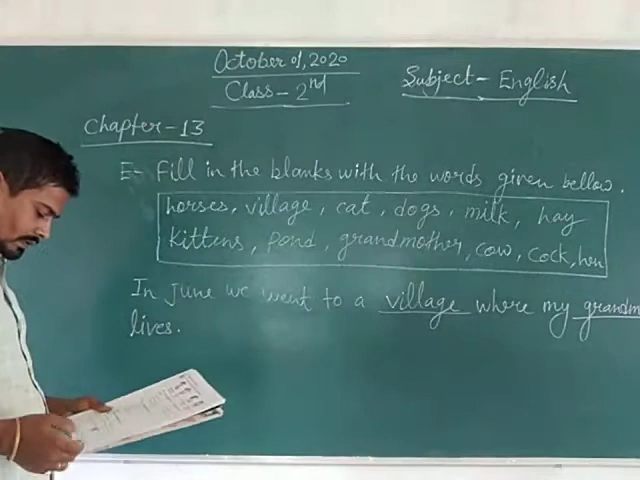 October 01, 2020
Class - 2nd
Subject - English
Chapter - 13
E- Fill in the blanks with the words given bellow.
horses, village, cat, dogs, milk, hay
kittens, pond, grandmother, cow, cock, hen
In June we went to a village where my grandm
lives.